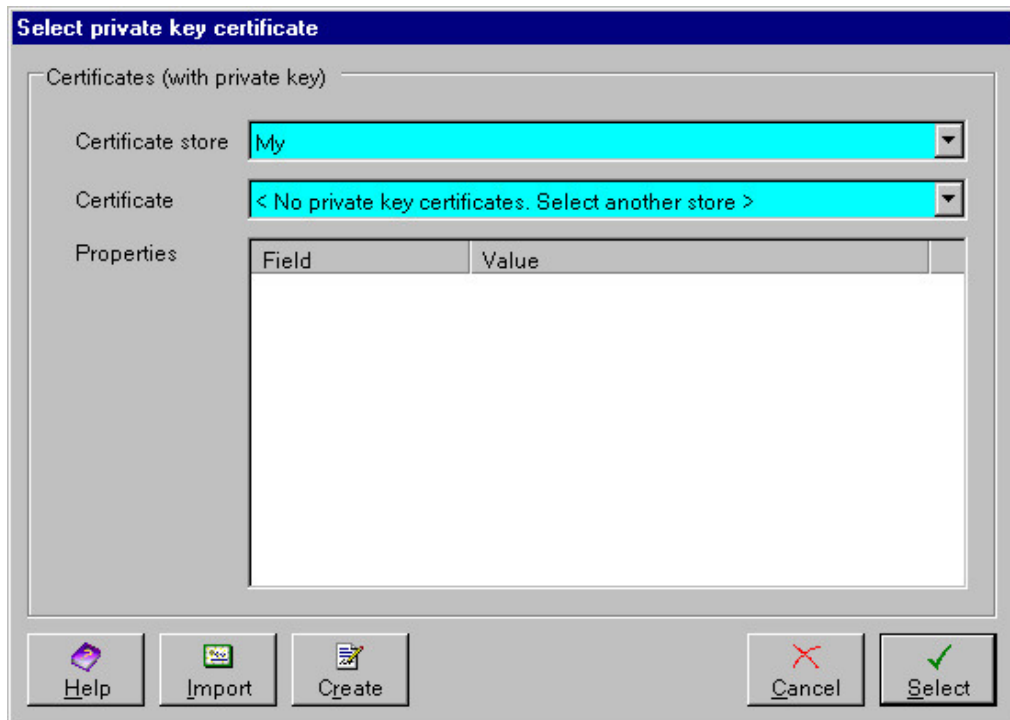 Select private key certificate
Certificates (with private key)
Certificate store My
Certificate < No private key certificates. Select another store >
Properties Field Value
Help Import Create Cancel Select